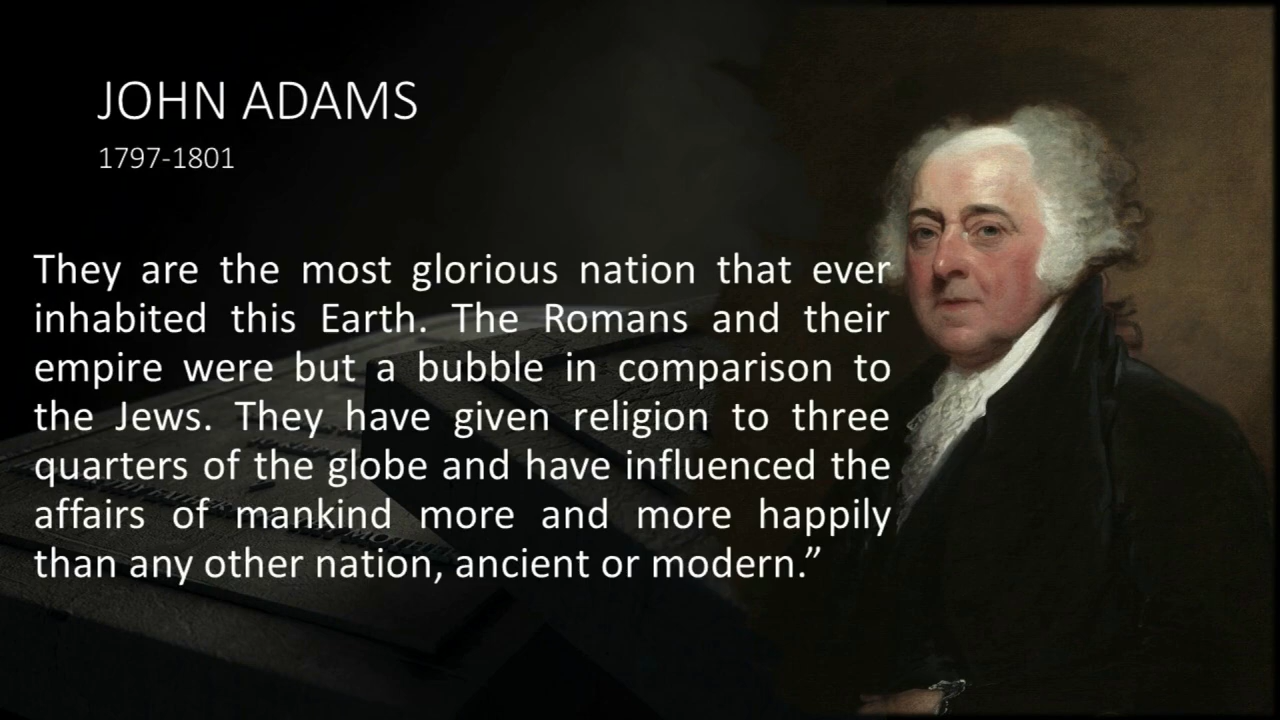 JOHN ADAMS
1797-1801
They are the most glorious nation that ever
inhabited this Earth. The Romans and their
empire were but a bubble in comparison to
the Jews. They have given religion to three
quarters of the globe and have influenced the
affairs of mankind more and more happily
than any other nation, ancient or modern.”